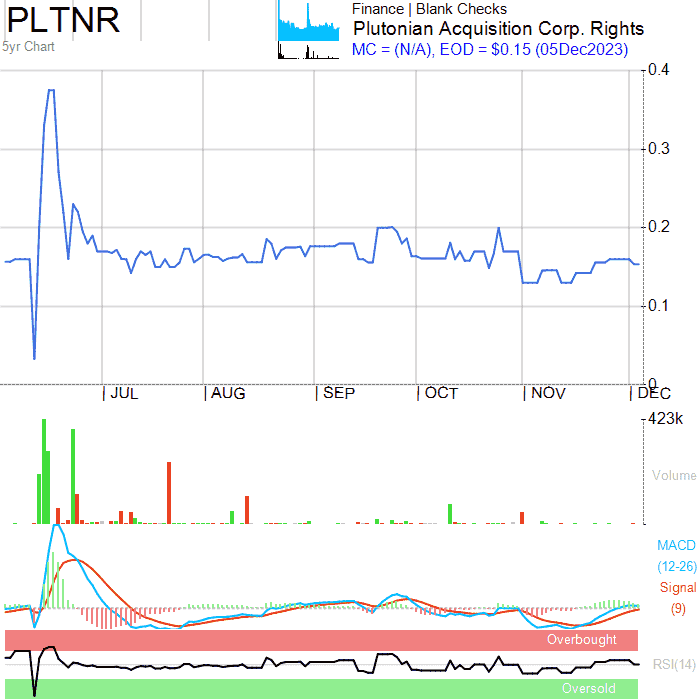 PLTNR
5yr Chart
Finance | Blank Checks
Plutonian Acquisition Corp. Rights
MC = (N/A), EOD = $0.15 (05Dec2023)
0.4
0.3
0.2
0.1
0
JUL AUG SEP OCT NOV DEC
423k
Volume
MACD
(12-26)
Signal
(9)
Overbought
RSI(14)
Oversold